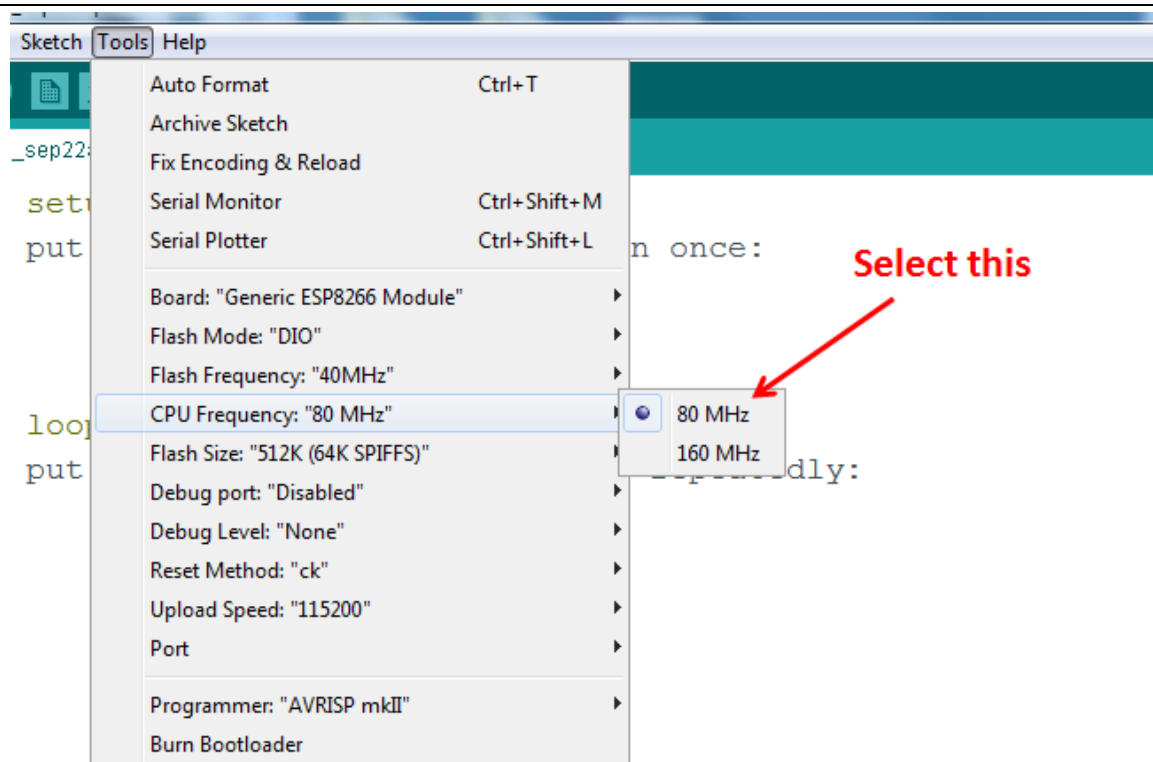 Sketch Tools Help
Auto Format Ctrl+T
Archive Sketch
_sep22a
Fix Encoding & Reload
setu
Serial Monitor Ctrl+Shift+M
put
Serial Plotter Ctrl+Shift+L
n once:
Select this
Board: "Generic ESP8266 Module"
Flash Mode: "DIO"
Flash Frequency: "40MHz"
CPU Frequency: "80 MHz"
80 MHz
loop
160 MHz
Flash Size: "512K (64K SPIFFS)"
put
repeatedly:
Debug port: "Disabled"
Debug Level: "None"
Reset Method: "ck"
Upload Speed: "115200"
Port
Programmer: "AVRISP mkII"
Burn Bootloader